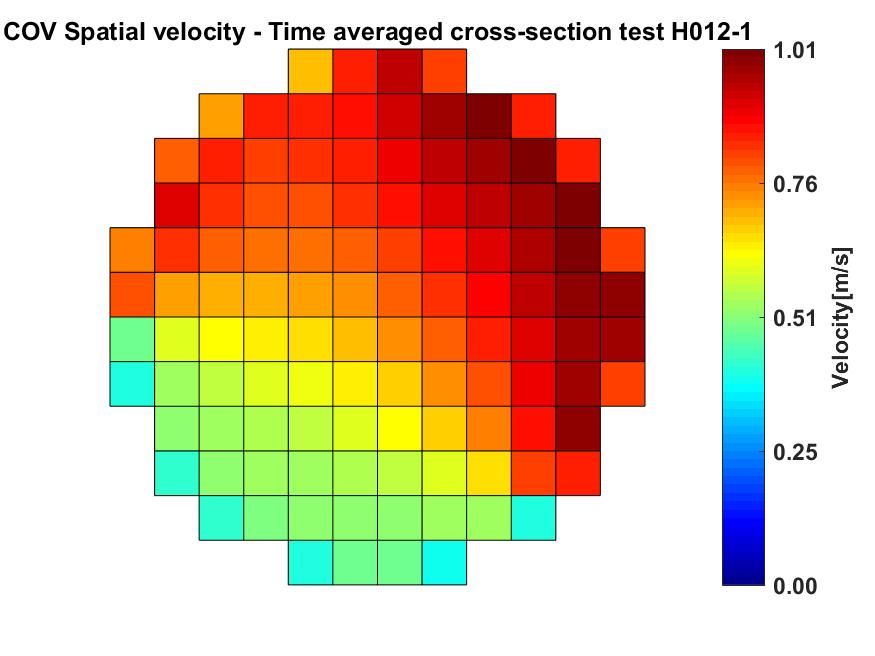 COV Spatial velocity - Time averaged cross-section test H012-1
1.01
0.76
0.51
0.25
0.00
Velocity[m/s]